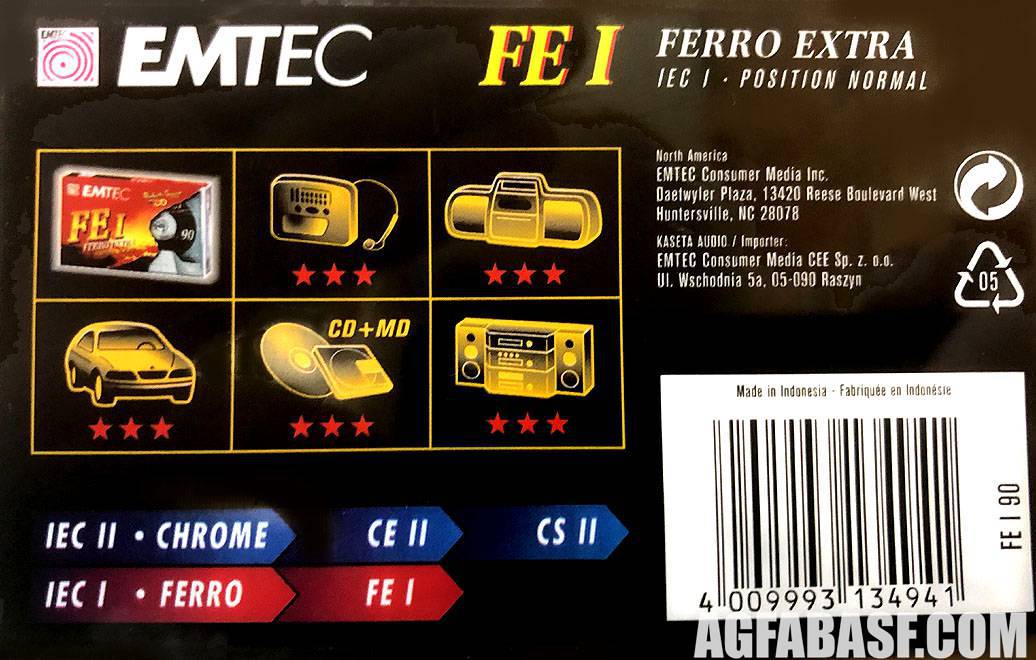 EMTEC
EMTEC
FE I
FERRO EXTRA
IEC I · POSITION NORMAL
EMTEC
FE I
FERRO EXTRA
90
CD+MD
North America
EMTEC Consumer Media Inc.
Daetwyler Plaza, 13420 Reese Boulevard West
Huntersville, NC 28078
KASETA AUDIO / Importer:
EMTEC Consumer Media CEE Sp. z. o.o.
Ul. Wschodnia 5a, 05-090 Raszyn
05
IEC II • CHROME
CE II
CS II
IEC I • FERRO
FE I
Made in Indonesia - Fabriquée en Indonésie
FE I 90
4 009993 134941
AGFABASF.COM